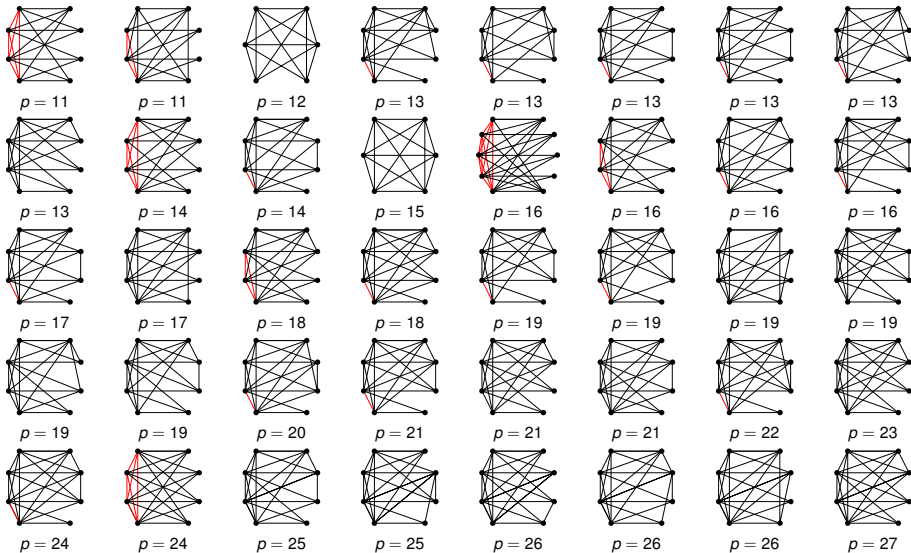 p = 11 p = 11 p = 12 p = 13 p = 13 p = 13 p = 13 p = 13
p = 13 p = 14 p = 14 p = 15 p = 16 p = 16 p = 16 p = 16
p = 17 p = 17 p = 18 p = 18 p = 19 p = 19 p = 19 p = 19
p = 19 p = 19 p = 20 p = 21 p = 21 p = 21 p = 22 p = 23
p = 24 p = 24 p = 25 p = 25 p = 26 p = 26 p = 26 p = 27